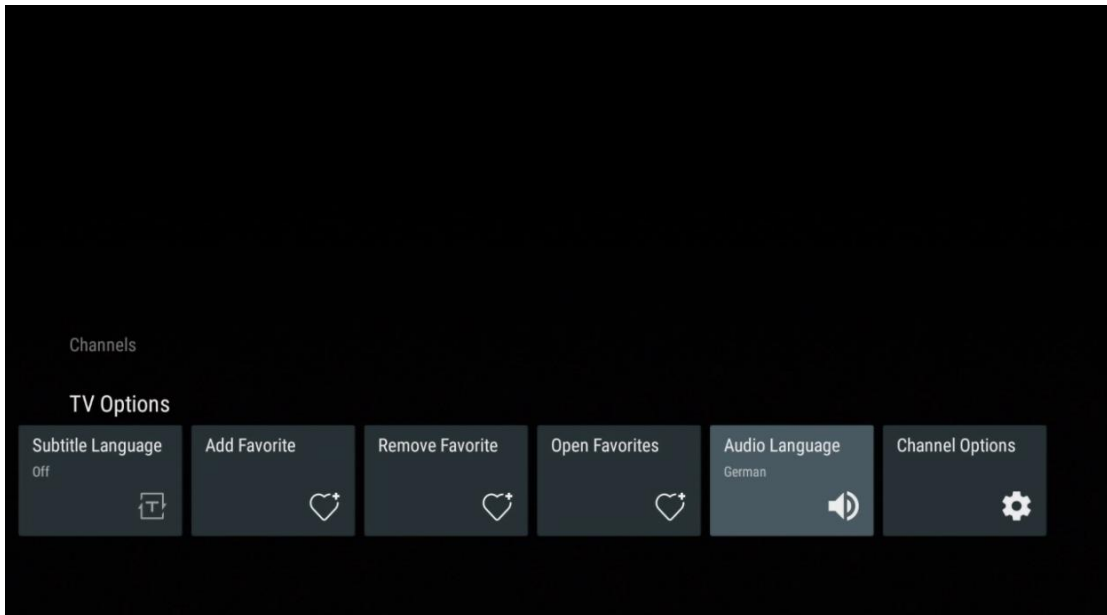 Channels
TV Options
Subtitle Language
Off
Add Favorite
Remove Favorite
Open Favorites
Audio Language
German
Channel Options